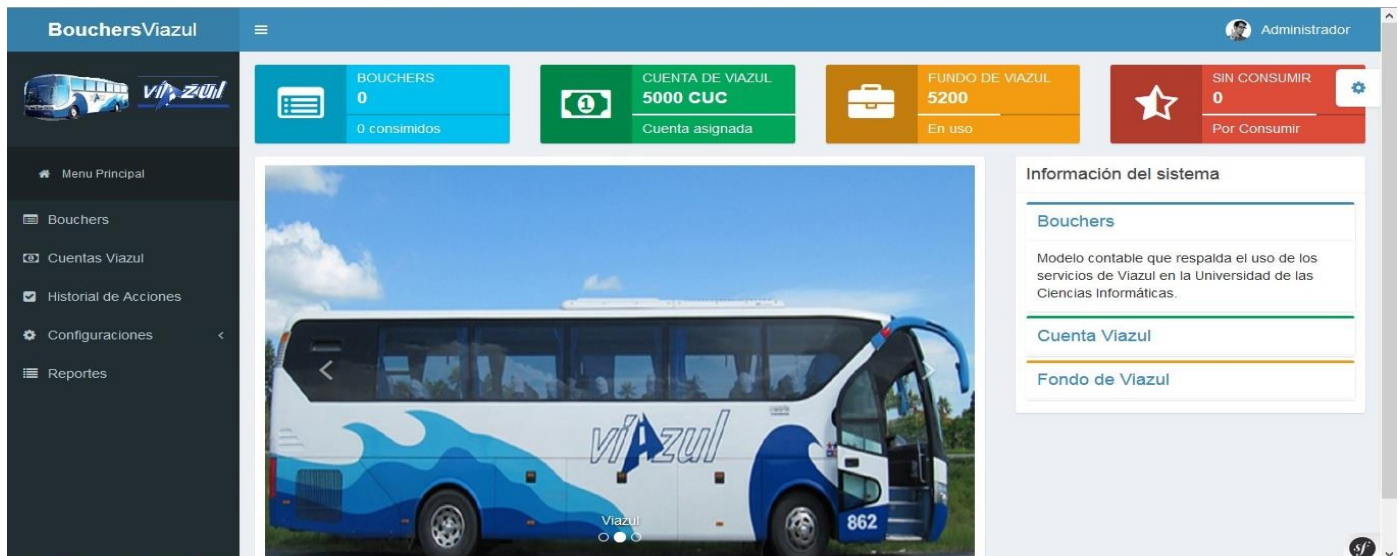 BouchersViazul
Administrador
viAzul
BOUCHERS
0
0 consimidos
CUENTA DE VIAZUL
5000 CUC
Cuenta asignada
FUNDO DE VIAZUL
5200
En uso
SIN CONSUMIR
0
Por Consumir
Menu Principal
Bouchers
Cuentas Viazul
Historial de Acciones
Configuraciones
Reportes
viAzul
862
Viazul
Información del sistema
Bouchers
Modelo contable que respalda el uso de los
servicios de Viazul en la Universidad de las
Ciencias Informáticas.
Cuenta Viazul
Fondo de Viazul
sf